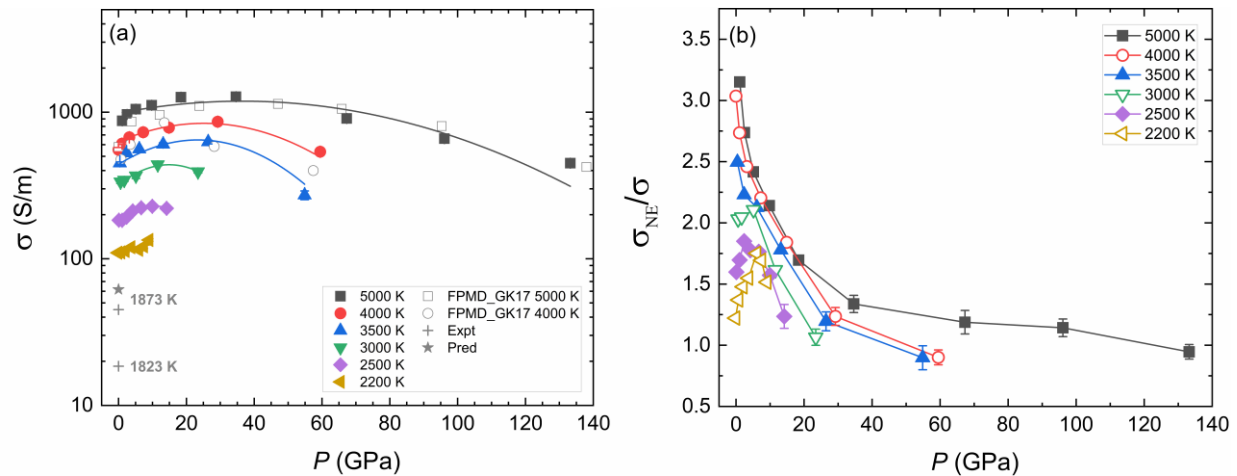 (a)
1000
100
10
σ (S/m)
0
20
40
60
80
100
120
140
P (GPa)
1873 K
1823 K
5000 K
4000 K
3500 K
3000 K
2500 K
2200 K
FPMD_GK17 5000 K
FPMD_GK17 4000 K
Expt
Pred
(b)
3.5
3.0
2.5
2.0
1.5
1.0
0.5
σNE/σ
0
20
40
60
80
100
120
140
P (GPa)
5000 K
4000 K
3500 K
3000 K
2500 K
2200 K